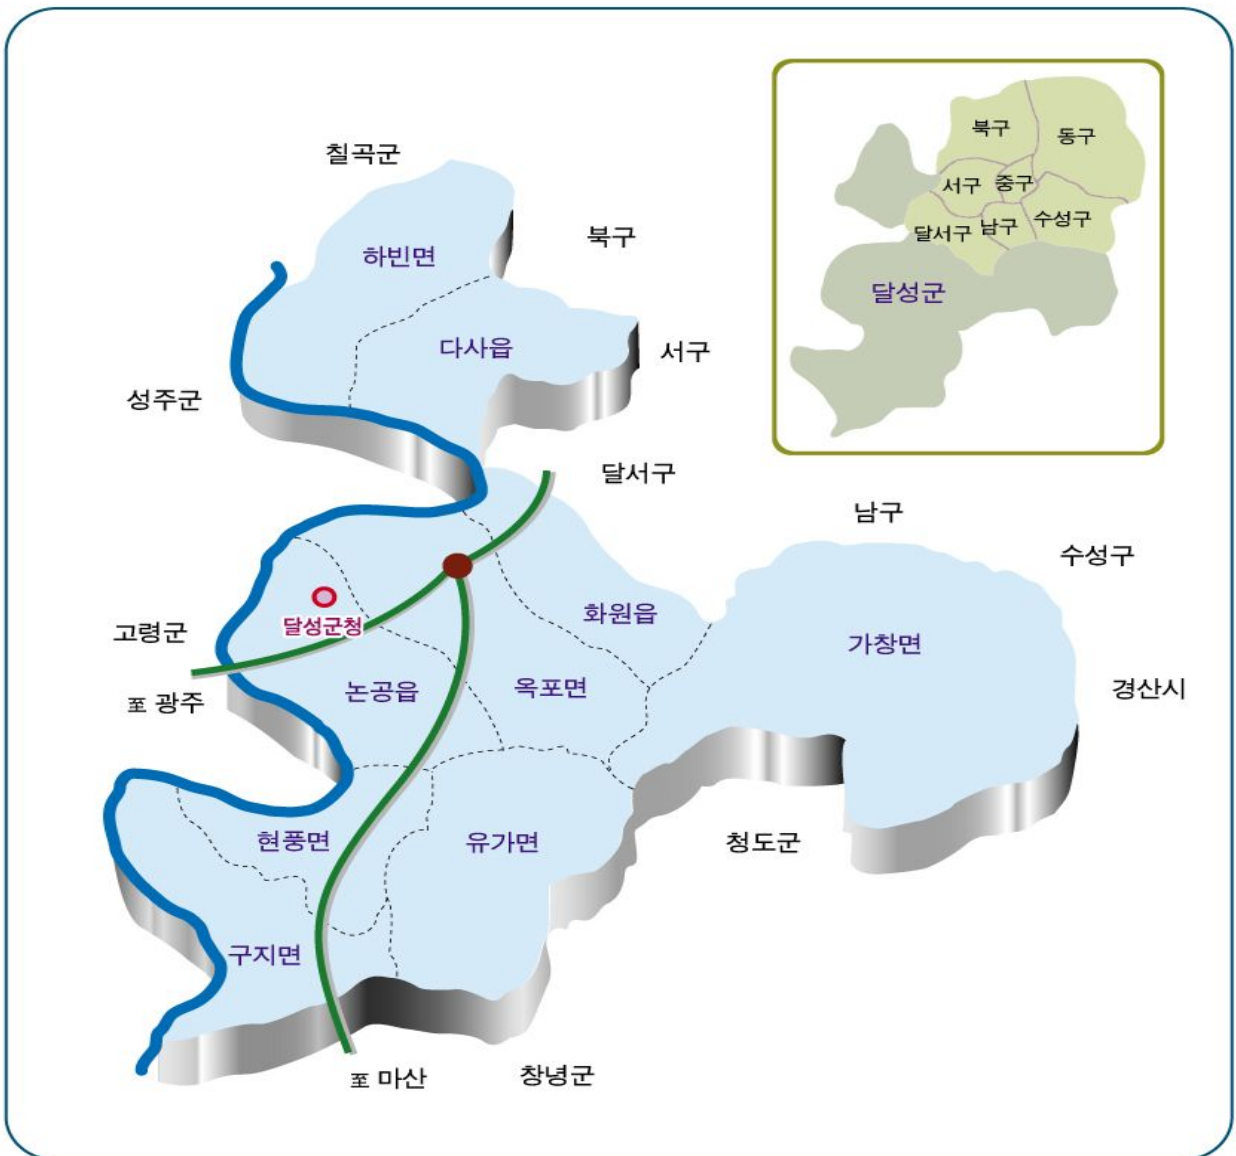 칠곡군
북구
하빈면
다사읍
서구
성주군
달서구
남구
수성구
화원읍
달성군청
고령군
가창면
논공읍
옥포면
경산시
至 광주
현풍면
유가면
청도군
구지면
至 마산
창녕군
북구
동구
서구
중구
달서구
남구
수성구
달성군